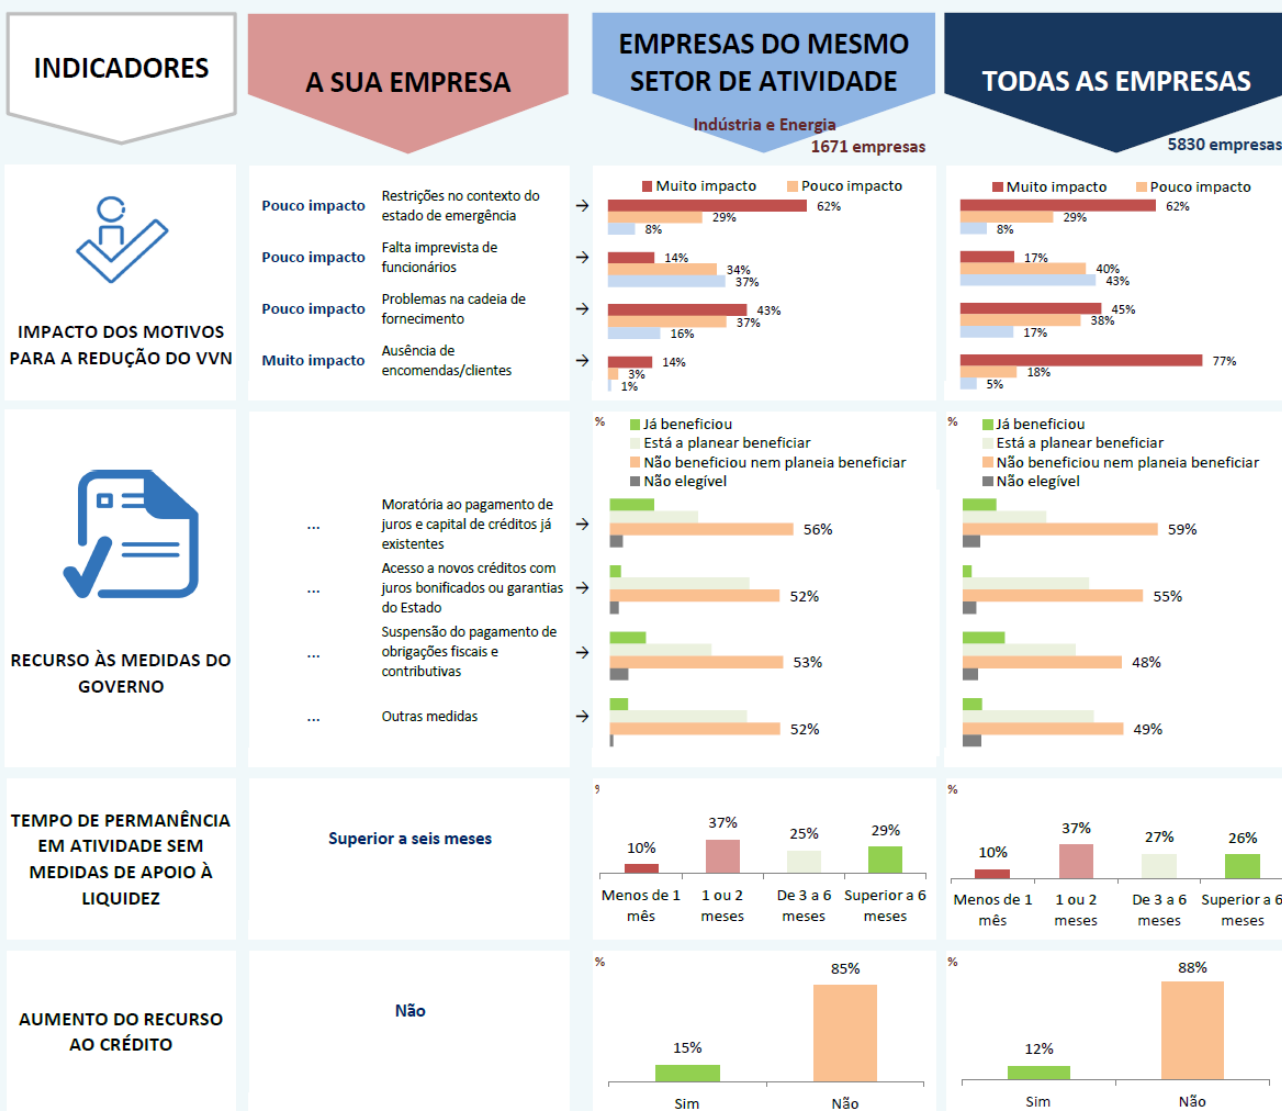 INDICADORES
A SUA EMPRESA
EMPRESAS DO MESMO
SETOR DE ATIVIDADE
Indústria e Energia
1671 empresas
TODAS AS EMPRESAS
5830 empresas
IMPACTO DOS MOTIVOS
PARA A REDUÇÃO DO VVN
Pouco impacto
Restrições no contexto do
estado de emergência
→
Pouco impacto
Falta imprevista de
funcionários
→
Pouco impacto
Problemas na cadeia de
fornecimento
→
Muito impacto
Ausência de
encomendas/clientes
→
Muito impacto Pouco impacto
62%
29%
8%
14%
34%
37%
43%
37%
16%
14%
3%
1%
Muito impacto Pouco impacto
62%
29%
8%
17%
40%
43%
45%
38%
17%
77%
18%
5%
RECURSO ÀS MEDIDAS DO
GOVERNO
...
Moratória ao pagamento de
juros e capital de créditos já
existentes
→
...
Acesso a novos créditos com
juros bonificados ou garantias
do Estado
→
...
Suspensão do pagamento de
obrigações fiscais e
contributivas
→
...
Outras medidas
→
%
Já beneficiou
Está a planear beneficiar
Não beneficiou nem planeia beneficiar
Não elegível
56%
52%
53%
52%
%
Já beneficiou
Está a planear beneficiar
Não beneficiou nem planeia beneficiar
Não elegível
59%
55%
48%
49%
TEMPO DE PERMANÊNCIA
EM ATIVIDADE SEM
MEDIDAS DE APOIO À
LIQUIDEZ
Superior a seis meses
10%
37%
25%
29%
Menos de 1
mês
1 ou 2
meses
De 3 a 6
meses
Superior a 6
meses
%
10%
37%
27%
26%
Menos de 1
mês
1 ou 2
meses
De 3 a 6
meses
Superior a 6
meses
AUMENTO DO RECURSO
AO CRÉDITO
Não
%
15%
85%
Sim
Não
%
12%
88%
Sim
Não